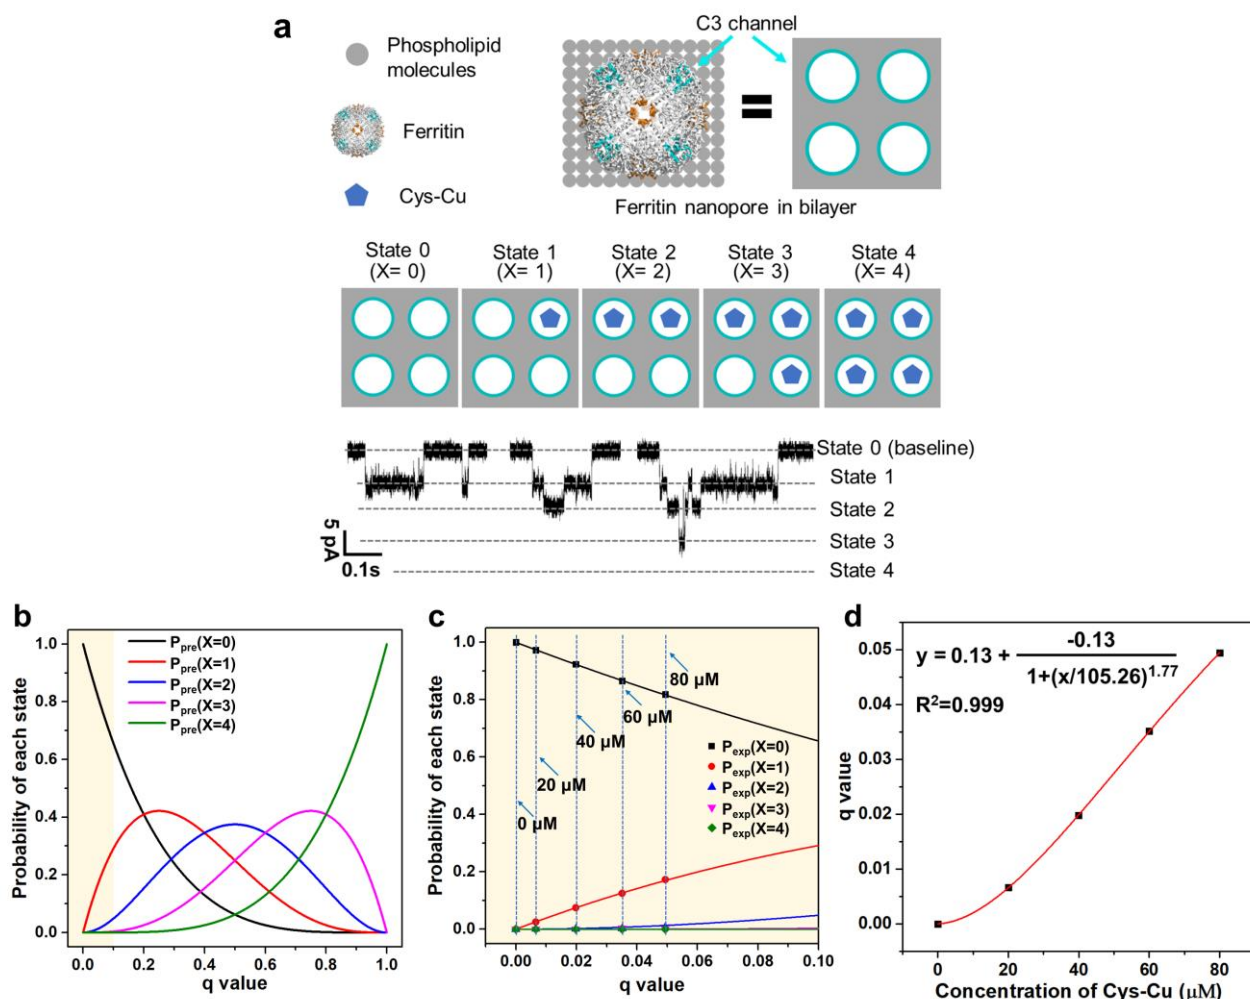 a
Phospholipid
molecules
Ferritin
Cys-Cu
C3 channel
=
Ferritin nanopore in bilayer
State 0
(X= 0)
State 1
(X= 1)
State 2
(X= 2)
State 3
(X= 3)
State 4
(X= 4)
State 0 (baseline)
State 1
State 2
State 3
State 4
5 pA
0.1s
b
Probability of each state
1.0
0.8
0.6
0.4
0.2
0.0
Ppre(X=0)
Ppre(X=1)
Ppre(X=2)
Ppre(X=3)
Ppre(X=4)
0.0 0.2 0.4 0.6 0.8 1.0
q value
c
Probability of each state
1.0
0.8
0.6
0.4
0.2
0.0
80 μM
60 μM
40 μM
20 μM
0 μM
Pexp(X=0)
Pexp(X=1)
Pexp(X=2)
Pexp(X=3)
Pexp(X=4)
0.00 0.02 0.04 0.06 0.08 0.10
q value
d
q value
0.05
0.04
0.03
0.02
0.01
0.00
y = 0.13 + -0.13 / 1+(x/105.26)^1.77
R²=0.999
0 20 40 60 80
Concentration of Cys-Cu (μM)